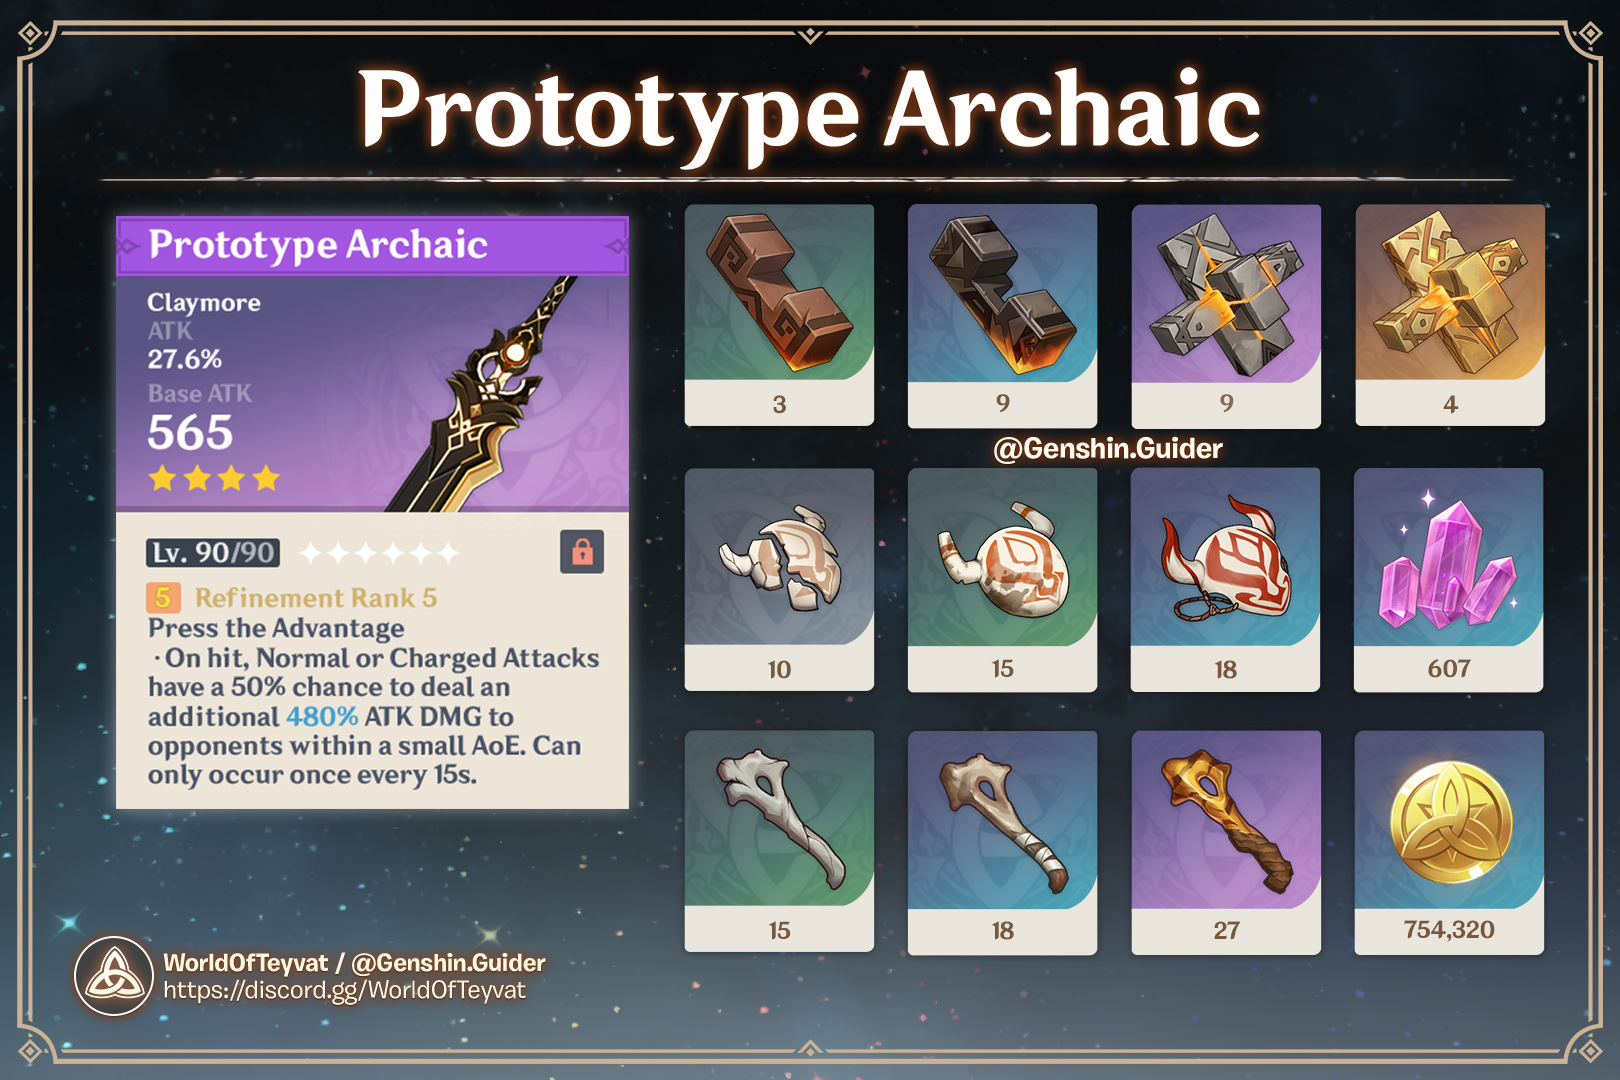 Prototype Archaic
Prototype Archaic
Claymore
ATK
27.6%
Base ATK
565
Lv. 90/90
5 Refinement Rank 5
Press the Advantage
·On hit, Normal or Charged Attacks
have a 50% chance to deal an
additional 480% ATK DMG to
opponents within a small AoE. Can
only occur once every 15s.
3
9
9
4
@Genshin.Guider
10
15
18
607
15
18
27
754,320
WorldOfTeyvat / @Genshin.Guider
https://discord.gg/WorldOfTeyvat